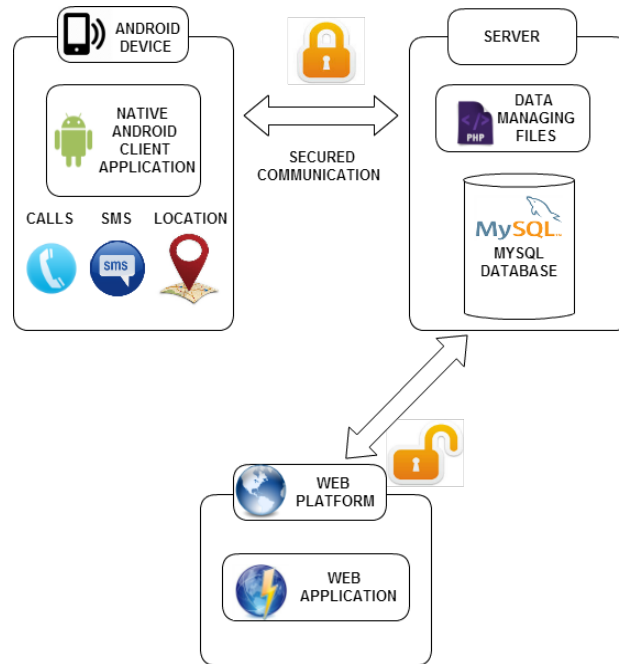 ANDROID
DEVICE
NATIVE
ANDROID
CLIENT
APPLICATION
CALLS SMS LOCATION
sms
SECURED
COMMUNICATION
SERVER
</>
PHP
DATA
MANAGING
FILES
MySQL
MYSQL
DATABASE
WEB
PLATFORM
WEB
APPLICATION